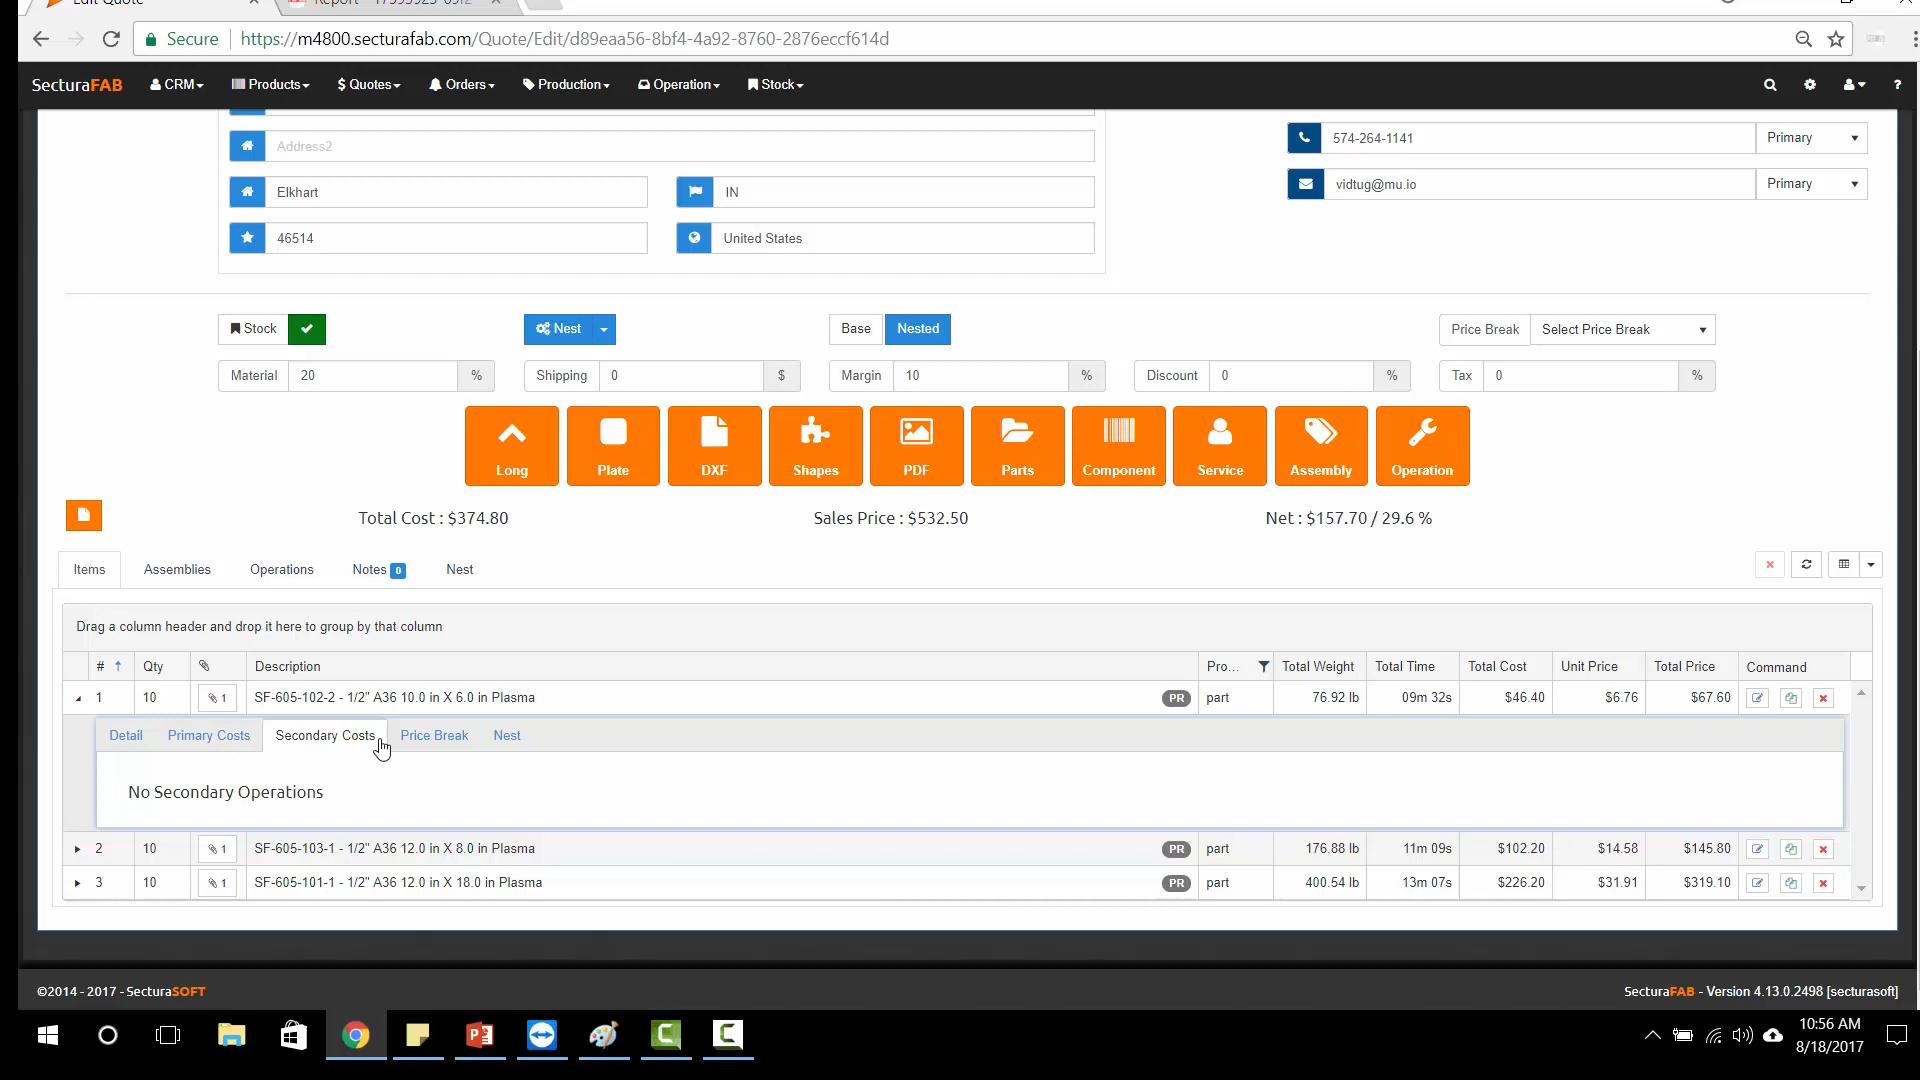 Edit Quote
Report - 17595925-09f2
Secure https://m4800.securafab.com/Quote/Edit/d89eaa56-8bf4-4a92-8760-2876eccf614d
SecturaFAB CRM Products $ Quotes Orders Production Operation Stock ?
Address2
574-264-1141 Primary
Elkhart IN
vidtug@mu.io Primary
46514 United States
Stock Nest Base Nested Price Break Select Price Break
Material 20 % Shipping 0 $ Margin 10 % Discount 0 % Tax 0 %
Long Plate DXF Shapes PDF Parts Component Service Assembly Operation
Total Cost : $374.80 Sales Price : $532.50 Net : $157.70 / 29.6 %
Items Assemblies Operations Notes 0 Nest
Drag a column header and drop it here to group by that column
# Qty Description Pro... Total Weight Total Time Total Cost Unit Price Total Price Command
1 10 1 SF-605-102-2 - 1/2" A36 10.0 in X 6.0 in Plasma PR part 76.92 lb 09m 32s $46.40 $6.76 $67.60
Detail Primary Costs Secondary Costs Price Break Nest
No Secondary Operations
2 10 1 SF-605-103-1 - 1/2" A36 12.0 in X 8.0 in Plasma PR part 176.88 lb 11m 09s $102.20 $14.58 $145.80
3 10 1 SF-605-101-1 - 1/2" A36 12.0 in X 18.0 in Plasma PR part 400.54 lb 13m 07s $226.20 $31.91 $319.10
©2014 - 2017 - SecturaSOFT SecturaFAB - Version 4.13.0.2498 [secturasoft]
10:56 AM
8/18/2017